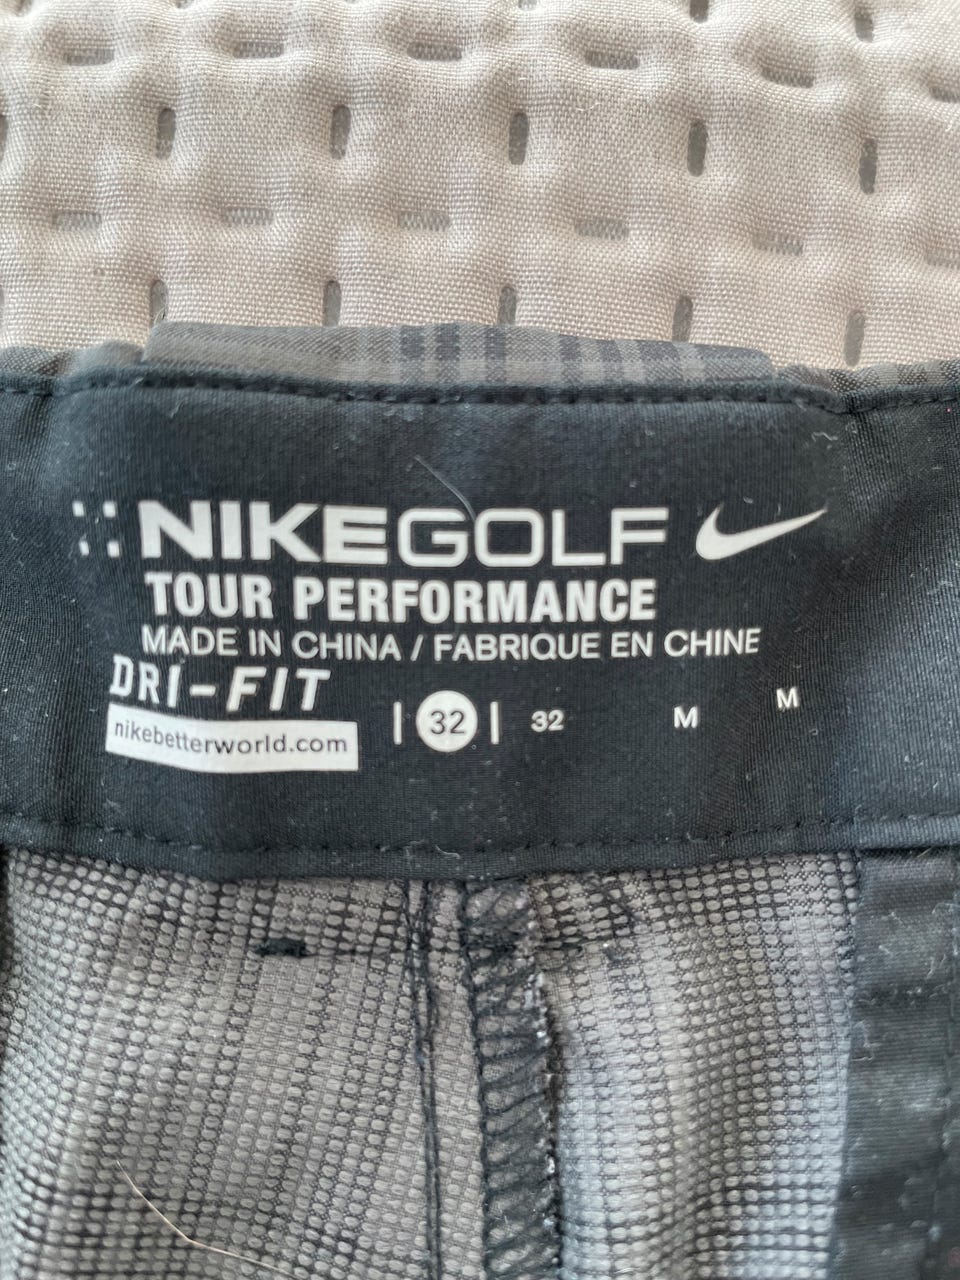 NIKEGOLF
TOUR PERFORMANCE
MADE IN CHINA / FABRIQUE EN CHINE
DRI-FIT
nikebetterworld.com
| 32 | 32 M M